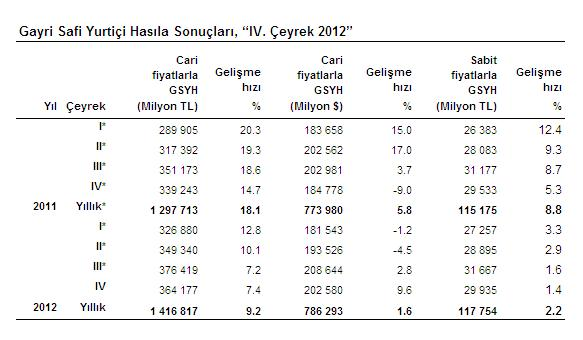 Gayri Safi Yurtiçi Hasıla Sonuçları, “IV. Çeyrek 2012”
Cari Cari Sabit
fiyatlarla Gelişme fiyatlarla Gelişme fiyatlarla Gelişme
GSYH hızı GSYH hızı GSYH hızı
Yıl Çeyrek (Milyon TL) % (Milyon $) % (Milyon TL) %
I* 289 905 20.3 183 658 15.0 26 383 12.4
II* 317 392 19.3 202 562 17.0 28 083 9.3
III* 351 173 18.6 202 981 3.7 31 177 8.7
IV* 339 243 14.7 184 778 -9.0 29 533 5.3
2011 Yıllık* 1 297 713 18.1 773 980 5.8 115 175 8.8
I* 326 880 12.8 181 543 -1.2 27 257 3.3
II* 349 340 10.1 193 526 -4.5 28 895 2.9
III* 376 419 7.2 208 644 2.8 31 667 1.6
IV 364 177 7.4 202 580 9.6 29 935 1.4
2012 Yıllık 1 416 817 9.2 786 293 1.6 117 754 2.2